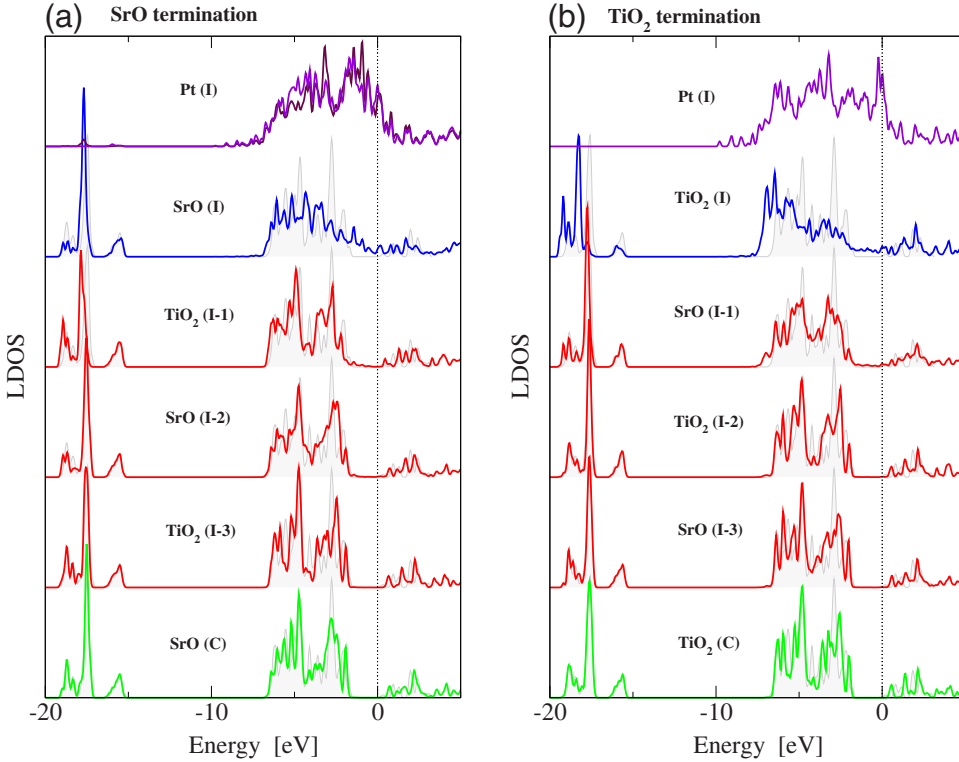 (a) SrO termination
Pt (I)
SrO (I)
TiO2 (I-1)
SrO (I-2)
TiO2 (I-3)
SrO (C)
LDOS
-20 -10 0
Energy [eV]
(b) TiO2 termination
Pt (I)
TiO2 (I)
SrO (I-1)
TiO2 (I-2)
SrO (I-3)
TiO2 (C)
LDOS
-20 -10 0
Energy [eV]